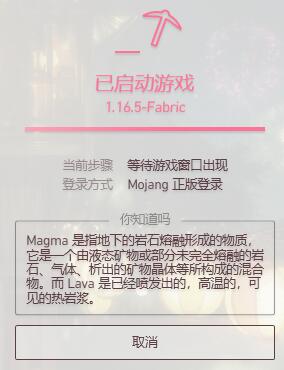 已启动游戏
1.16.5-Fabric
当前步骤 等待游戏窗口出现
登录方式 Mojang 正版登录
你知道吗
Magma 是指地下的岩石熔融形成的物质，
它是一个由液态矿物或部分未完全熔融的岩
石、气体、析出的矿物晶体等所构成的混合
物。而 Lava 是已经喷发出的，高温的，可
见的热岩浆。
取消